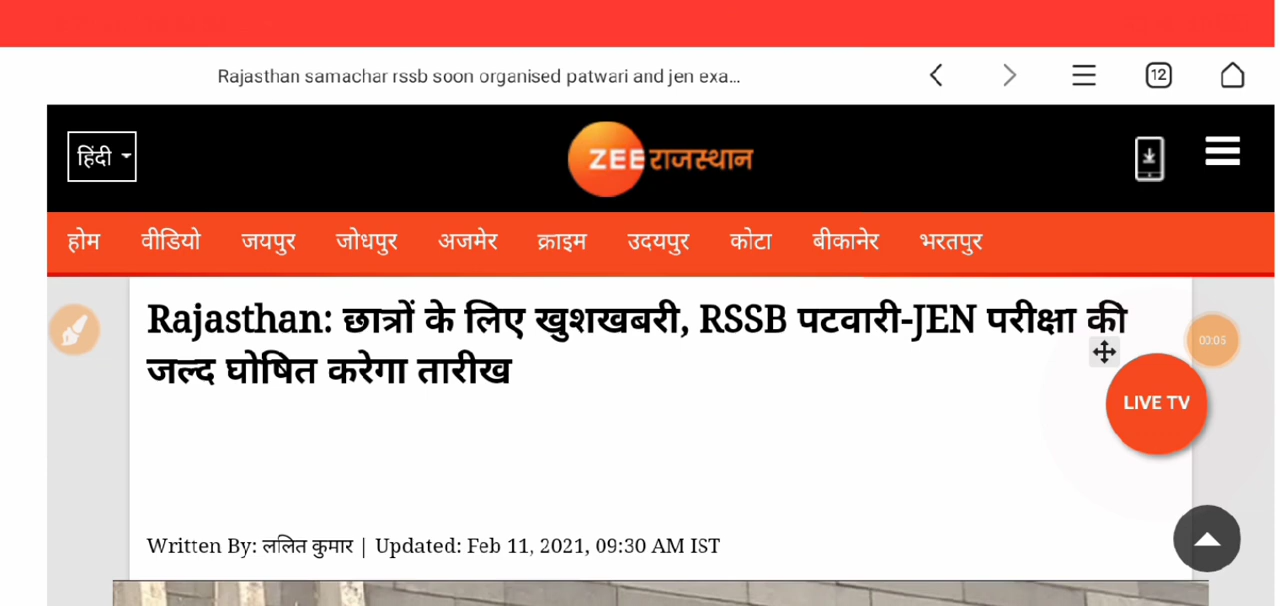 Rajasthan samachar rssb soon organised patwari and jen exa...
12
हिंदी
ZEE राजस्थान
होम वीडियो जयपुर जोधपुर अजमेर क्राइम उदयपुर कोटा बीकानेर भरतपुर
Rajasthan: छात्रों के लिए खुशखबरी, RSSB पटवारी-JEN परीक्षा की
जल्द घोषित करेगा तारीख
00:05
LIVE TV
Written By: ललित कुमार | Updated: Feb 11, 2021, 09:30 AM IST